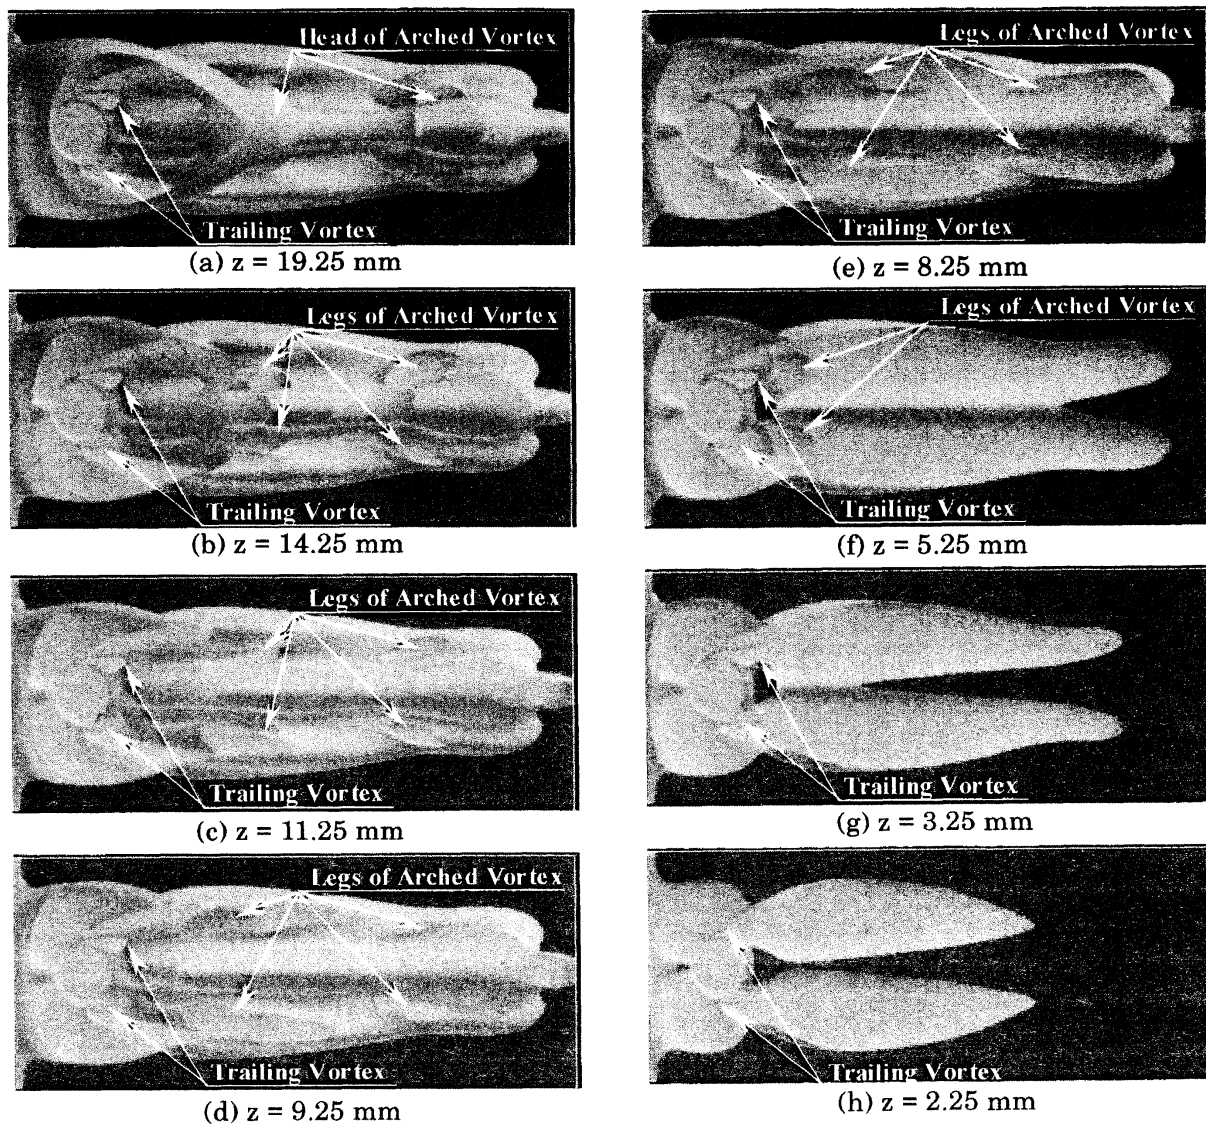 Head of Arched Vortex
Trailing Vortex
(a) z = 19.25 mm
Legs of Arched Vortex
Trailing Vortex
(b) z = 14.25 mm
Legs of Arched Vortex
Trailing Vortex
(c) z = 11.25 mm
Legs of Arched Vortex
Trailing Vortex
(d) z = 9.25 mm
Legs of Arched Vortex
Trailing Vortex
(e) z = 8.25 mm
Legs of Arched Vortex
Trailing Vortex
(f) z = 5.25 mm
Trailing Vortex
(g) z = 3.25 mm
Trailing Vortex
(h) z = 2.25 mm